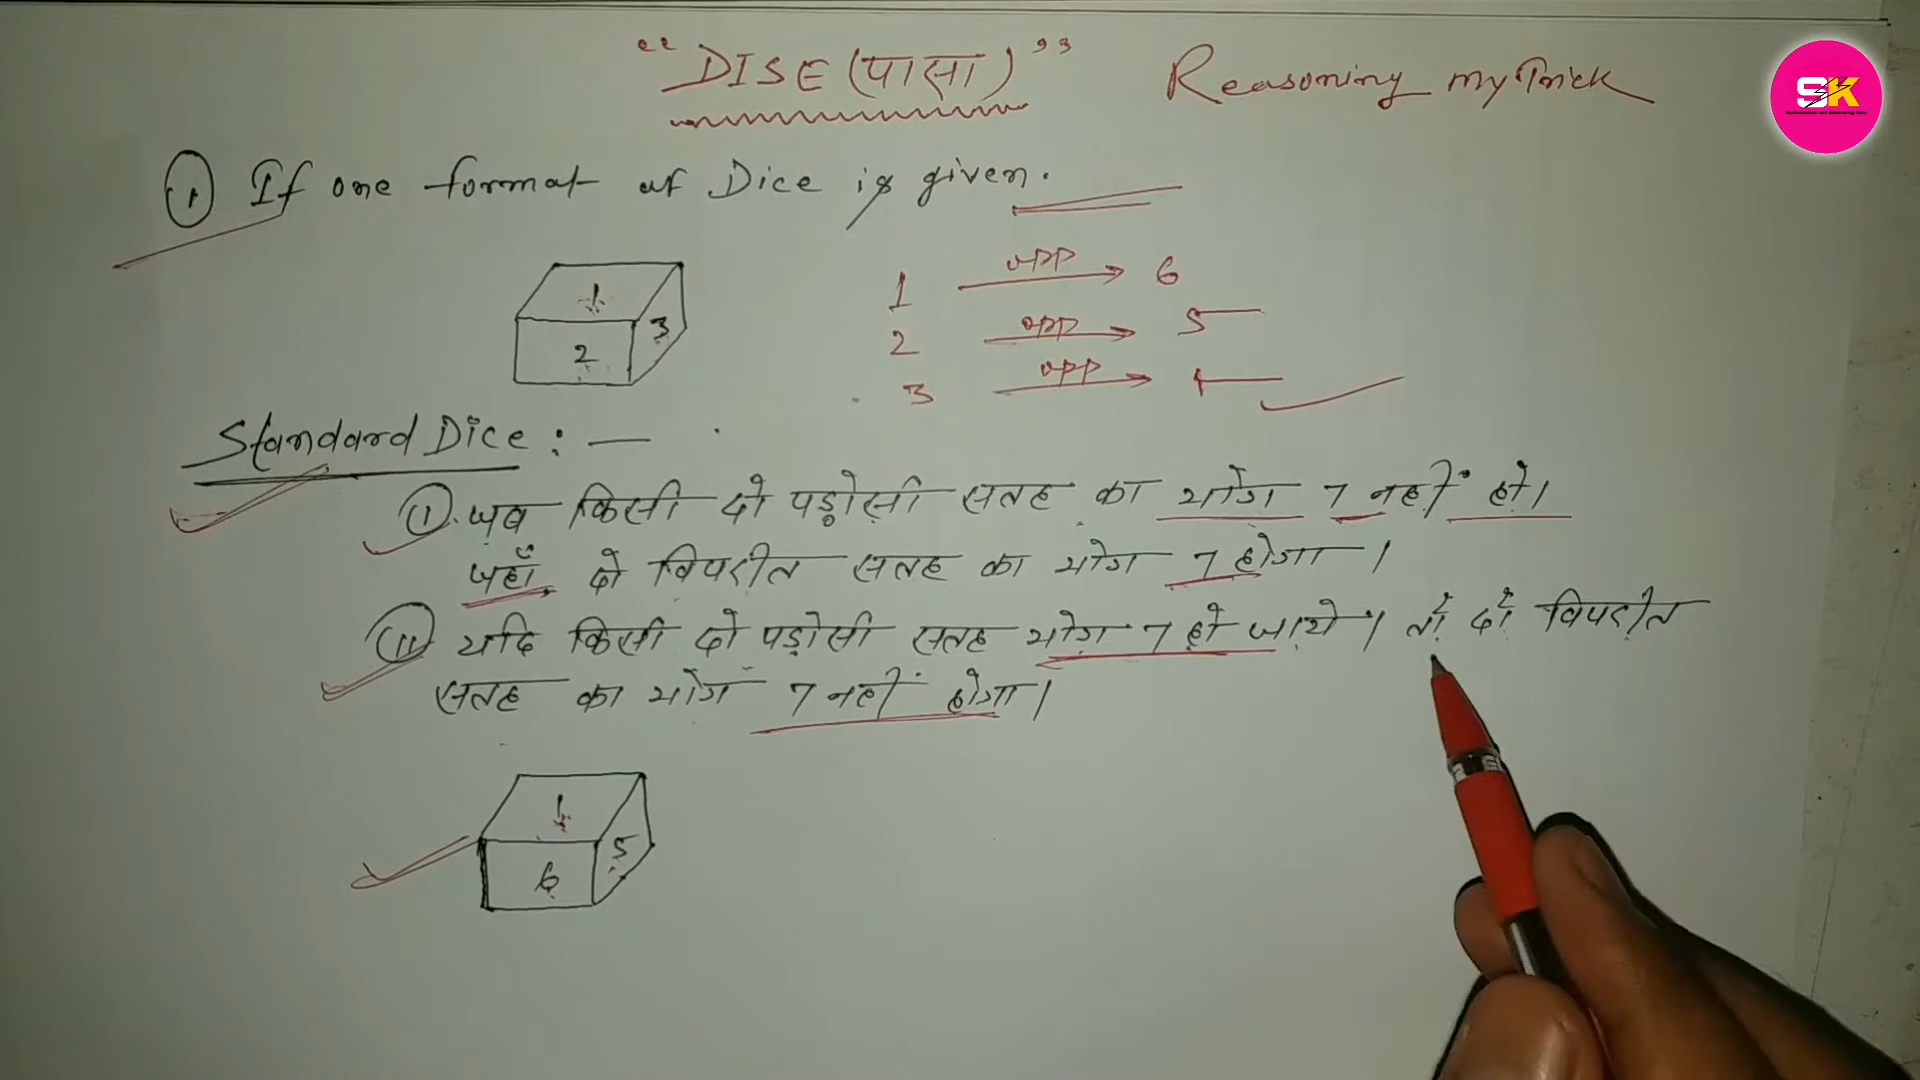 "DISE (पासा)" Reasoning my Trick
SK
(i) If one format of Dice is given.
1 opp 6
1
2 opp 5
3
2
3 opp 4
Standard Dice : —
(i) जब किसी दो पड़ोसी सतह का योग 7 नहीं हो।
जहाँ दो विपरीत सतह का योग 7 होगा।
(ii) यदि किसी दो पड़ोसी सतह योग 7 हो जाये। तो दो विपरीत
सतह का योग 7 नहीं होगा।
1
5
6